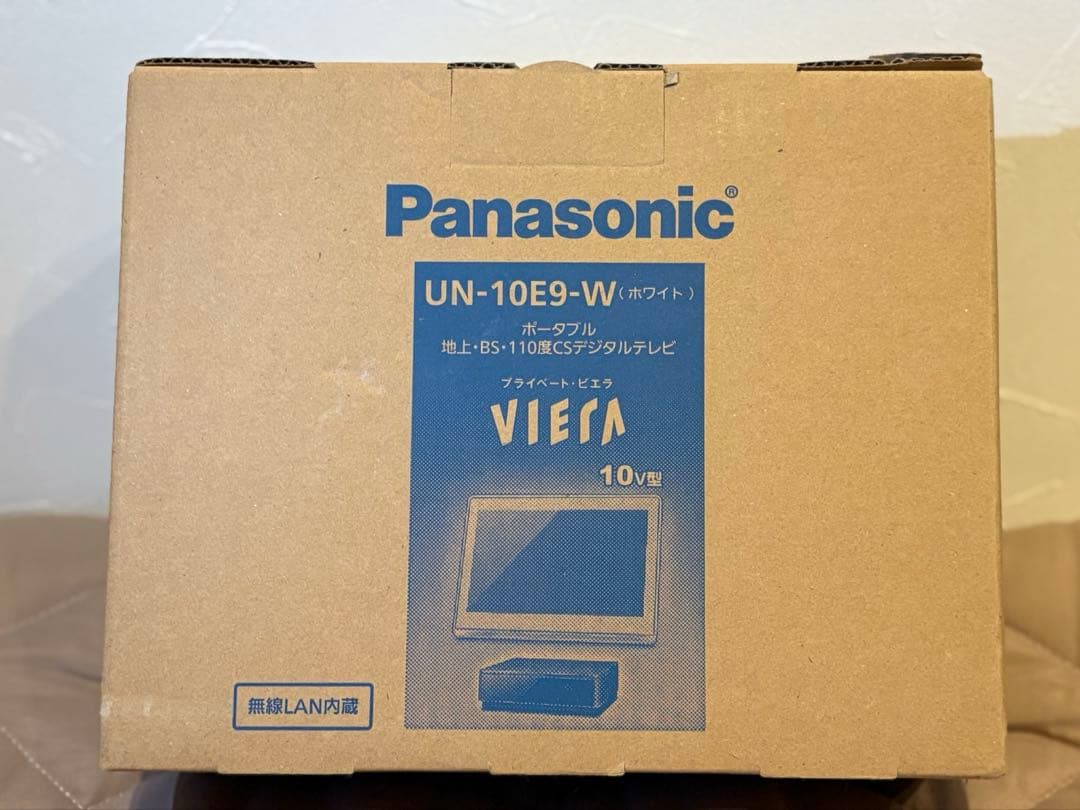 Panasonic®
UN-10E9-W（ホワイト）
ポータブル
地上・BS・110度CSデジタルテレビ
プライベート・ビエラ
VIERA
10V型
無線LAN内蔵